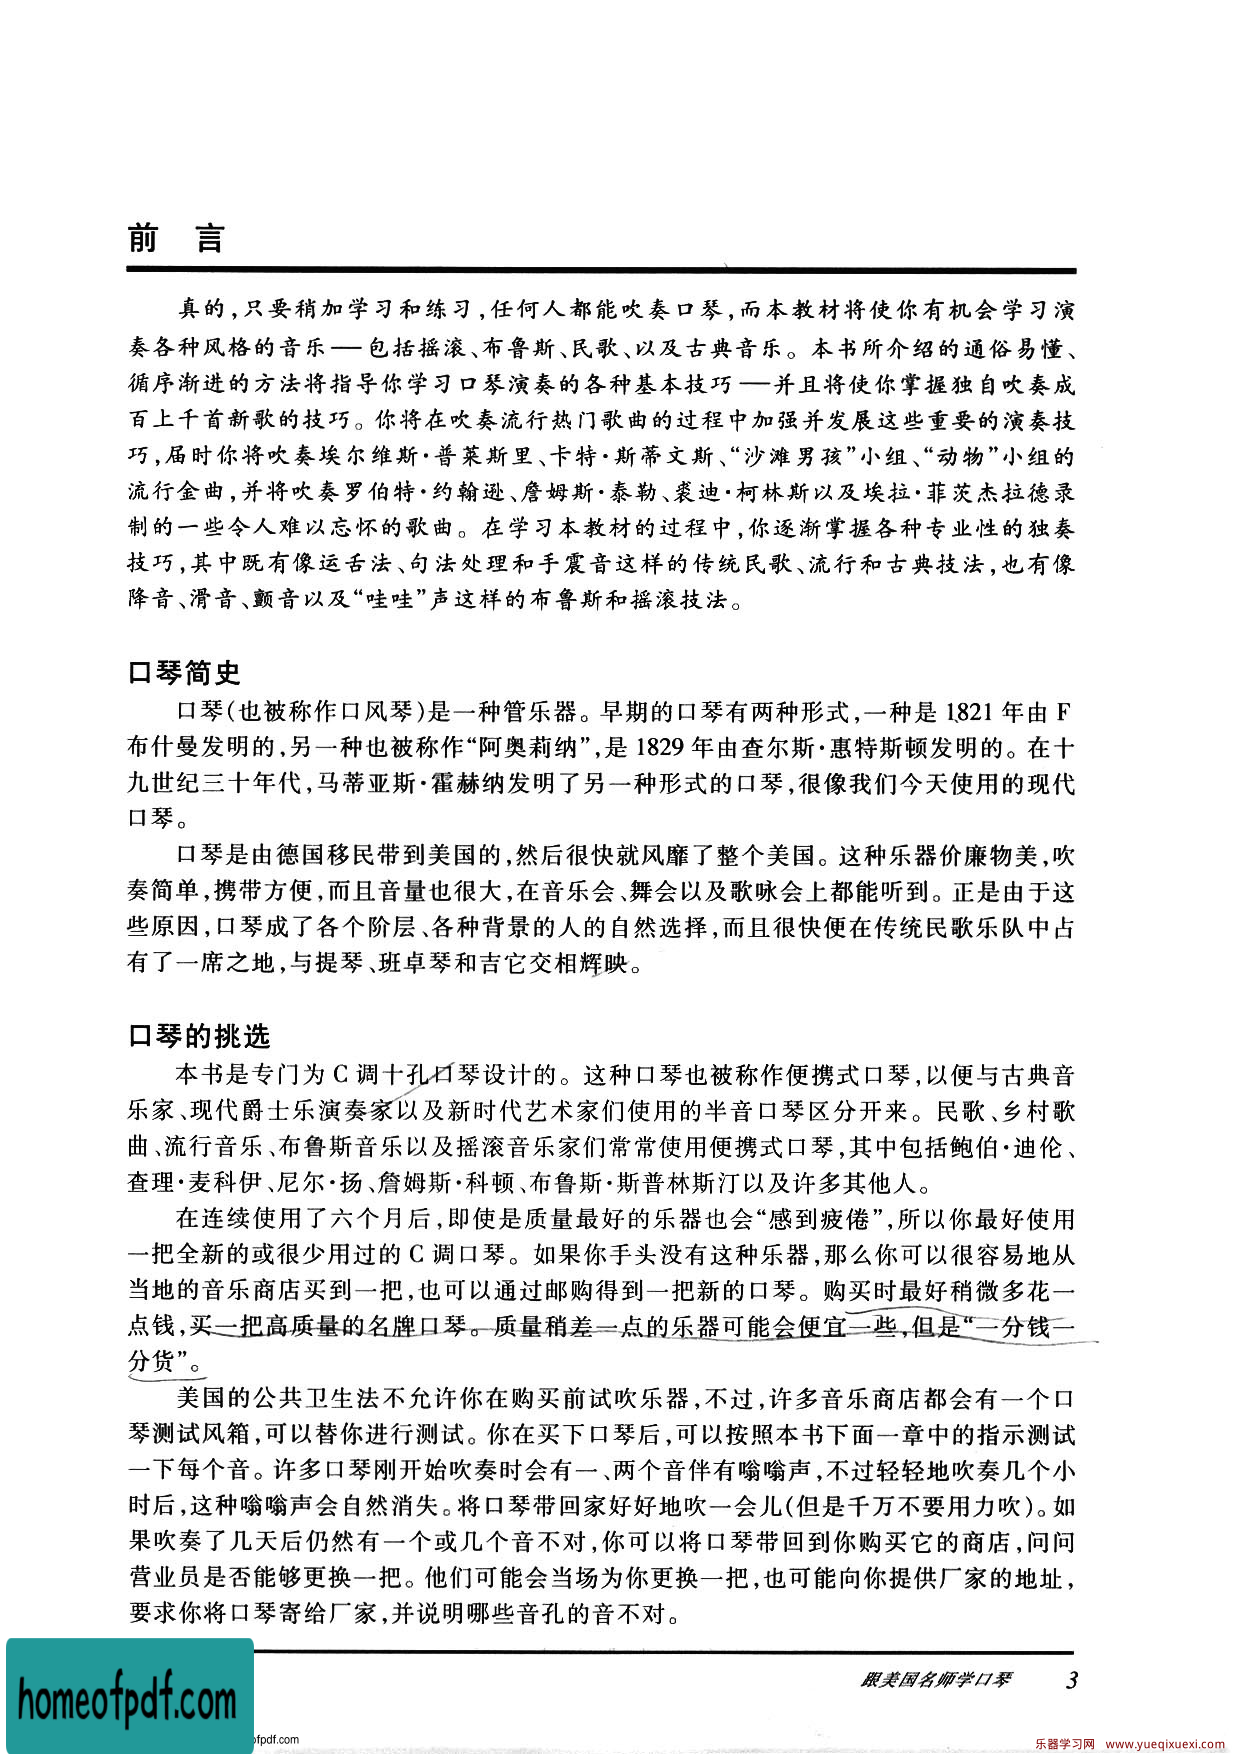 前 言
真的,只要稍加学习和练习,任何人都能吹奏口琴,而本教材将使你有机会学习演
奏各种风格的音乐——包括摇滚、布鲁斯、民歌、以及古典音乐。本书所介绍的通俗易懂、
循序渐进的方法将指导你学习口琴演奏的各种基本技巧——并且将使你掌握独自吹奏成
百上千首新歌的技巧。你将在吹奏流行热门歌曲的过程中加强并发展这些重要的演奏技
巧,届时你将吹奏埃尔维斯·普莱斯里、卡特·斯蒂文斯、“沙滩男孩”小组、“动物”小组的
流行金曲,并将吹奏罗伯特·约翰逊、詹姆斯·泰勒、裘迪·柯林斯以及埃拉·菲茨杰拉德录
制的一些令人难以忘怀的歌曲。在学习本教材的过程中,你逐渐掌握各种专业性的独奏
技巧,其中既有像运舌法、句法处理和手震音这样的传统民歌、流行和古典技法,也有像
降音、滑音、颤音以及“哇哇”声这样的布鲁斯和摇滚技法。
口琴简史
口琴(也被称作口风琴)是一种管乐器。早期的口琴有两种形式,一种是 1821 年由 F
布什曼发明的,另一种也被称作“阿奥莉纳”,是 1829 年由查尔斯·惠特斯顿发明的。在十
九世纪三十年代,马蒂亚斯·霍赫纳发明了另一种形式的口琴,很像我们今天使用的现代
口琴。
口琴是由德国移民带到美国的,然后很快就风靡了整个美国。这种乐器价廉物美,吹
奏简单,携带方便,而且音量也很大,在音乐会、舞会以及歌咏会上都能听到。正是由于这
些原因,口琴成了各个阶层、各种背景的人的自然选择,而且很快便在传统民歌乐队中占
有了一席之地,与提琴、班卓琴和吉它交相辉映。
口琴的挑选
本书是专门为 C 调十孔口琴设计的。这种口琴也被称作便携式口琴,以便与古典音
乐家、现代爵士乐演奏家以及新时代艺术家们使用的半音口琴区分开来。民歌、乡村歌
曲、流行音乐、布鲁斯音乐以及摇滚音乐家们常常使用便携式口琴,其中包括鲍伯·迪伦、
查理·麦科伊、尼尔·扬、詹姆斯·科顿、布鲁斯·斯普林斯汀以及许多其他人。
在连续使用了六个月后,即使是质量最好的乐器也会“感到疲倦”,所以你最好使用
一把全新的或很少用过的 C 调口琴。如果你手头没有这种乐器,那么你可以很容易地从
当地的音乐商店买到一把,也可以通过邮购得到一把新的口琴。购买时最好稍微多花一
点钱,买一把高质量的名牌口琴。质量稍差一点的乐器可能会便宜一些,但是“一分钱一
分货”。
美国的公共卫生法不允许你在购买前试吹乐器,不过,许多音乐商店都会有一个口
琴测试风箱,可以替你进行测试。你在买下口琴后,可以按照本书下面一章中的指示测试
一下每个音。许多口琴刚开始吹奏时会有一、两个音伴有嗡嗡声,不过轻轻地吹奏几个小
时后,这种嗡嗡声会自然消失。将口琴带回家好好地吹一会儿(但是千万不要用力吹)。如
果吹奏了几天后仍然有一个或几个音不对,你可以将口琴带回到你购买它的商店,问问
营业员是否能够更换一把。他们可能会当场为你更换一把,也可能向你提供厂家的地址,
要求你将口琴寄给厂家,并说明哪些音孔的音不对。
跟美国名师学口琴 3
homeofpdf.com
ofpdf.com
乐器学习网 www.yueqixuexi.com